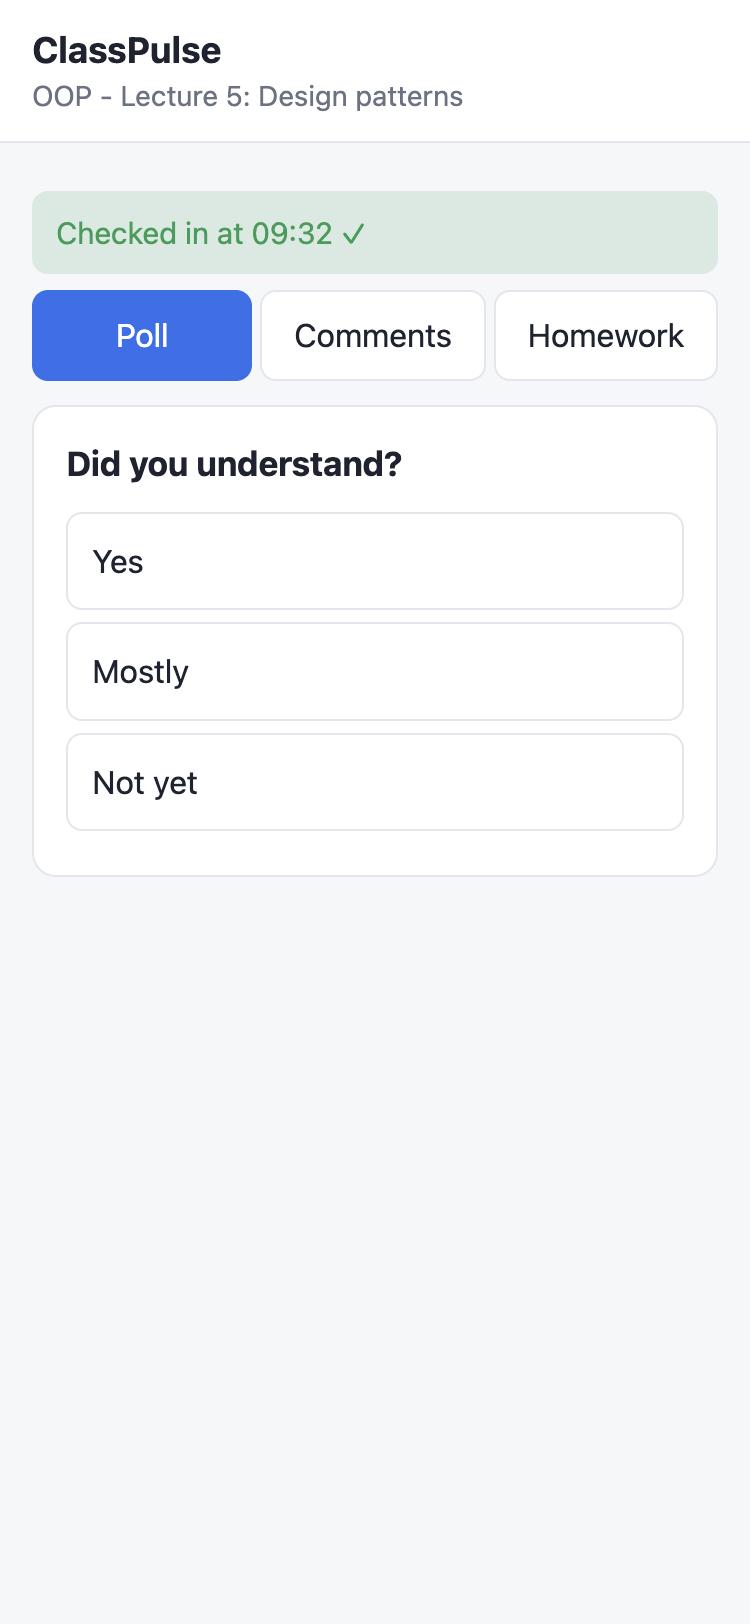 ClassPulse
OOP - Lecture 5: Design patterns
Checked in at 09:32 ✓
Poll
Comments
Homework
Did you understand?
Yes
Mostly
Not yet